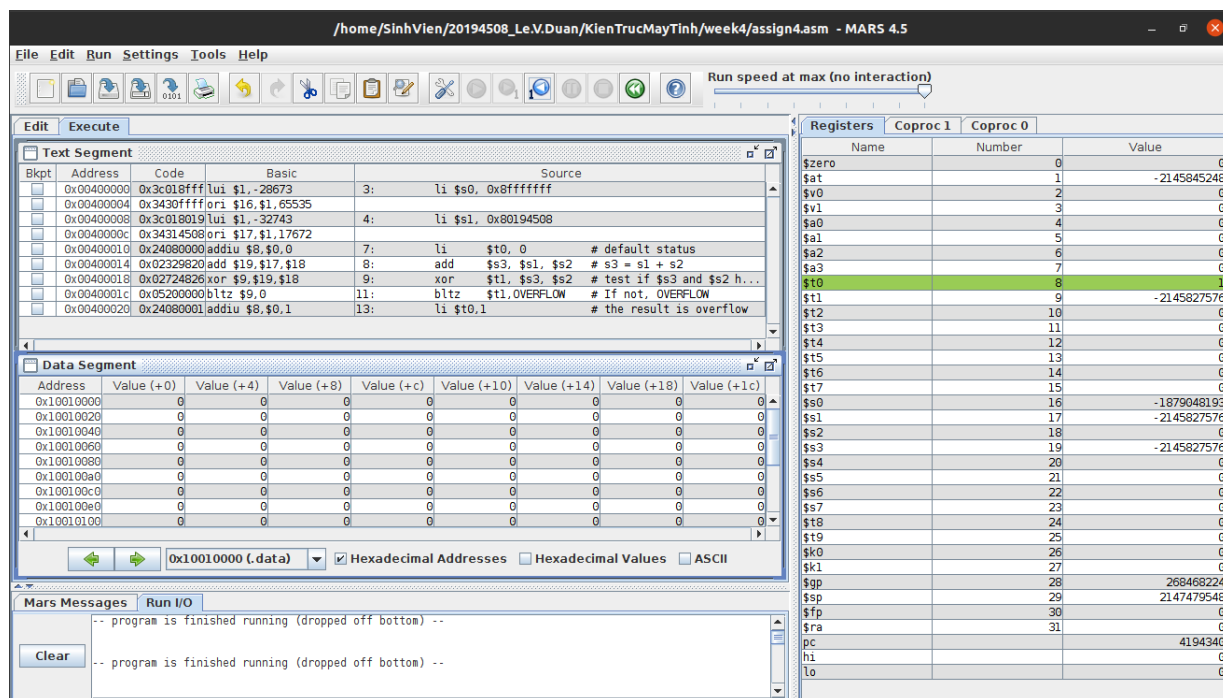 /home/SinhVien/20194508_Le.V.Duan/KienTrucMayTinh/week4/assign4.asm - MARS 4.5
File Edit Run Settings Tools Help
Run speed at max (no interaction)
Edit Execute
Text Segment
Bkpt Address Code Basic Source
0x00400000 0x3c018fff lui $1,-28673 3: li $s0, 0x8fffffff
0x00400004 0x3430ffff ori $16,$1,65535
0x00400008 0x3c018019 lui $1,-32743 4: li $s1, 0x80194508
0x0040000c 0x34314508 ori $17,$1,17672
0x00400010 0x24080000 addiu $8,$0,0 7: li $t0, 0 # default status
0x00400014 0x02329820 add $19,$17,$18 8: add $s3, $s1, $s2 # s3 = s1 + s2
0x00400018 0x02724826 xor $9,$19,$18 9: xor $t1, $s3, $s2 # test if $s3 and $s2 h...
0x0040001c 0x05200000 bltz $9,0 11: bltz $t1,OVERFLOW # If not, OVERFLOW
0x00400020 0x24080001 addiu $8,$0,1 13: li $t0,1 # the result is overflow
Data Segment
Address Value (+0) Value (+4) Value (+8) Value (+c) Value (+10) Value (+14) Value (+18) Value (+1c)
0x10010000 0 0 0 0 0 0 0 0
0x10010020 0 0 0 0 0 0 0 0
0x10010040 0 0 0 0 0 0 0 0
0x10010060 0 0 0 0 0 0 0 0
0x10010080 0 0 0 0 0 0 0 0
0x100100a0 0 0 0 0 0 0 0 0
0x100100c0 0 0 0 0 0 0 0 0
0x100100e0 0 0 0 0 0 0 0 0
0x10010100 0 0 0 0 0 0 0 0
0x10010000 (.data) Hexadecimal Addresses Hexadecimal Values ASCII
Mars Messages Run I/O
-- program is finished running (dropped off bottom) --
Clear
-- program is finished running (dropped off bottom) --
Registers Coproc 1 Coproc 0
Name Number Value
$zero 0 0
$at 1 -2145845248
$v0 2 0
$v1 3 0
$a0 4 0
$a1 5 0
$a2 6 0
$a3 7 0
$t0 8 1
$t1 9 -2145827576
$t2 10 0
$t3 11 0
$t4 12 0
$t5 13 0
$t6 14 0
$t7 15 0
$s0 16 -1879048193
$s1 17 -2145827576
$s2 18 0
$s3 19 -2145827576
$s4 20 0
$s5 21 0
$s6 22 0
$s7 23 0
$t8 24 0
$t9 25 0
$k0 26 0
$k1 27 0
$gp 28 268468224
$sp 29 2147479548
$fp 30 0
$ra 31 0
pc 4194340
hi 0
lo 0